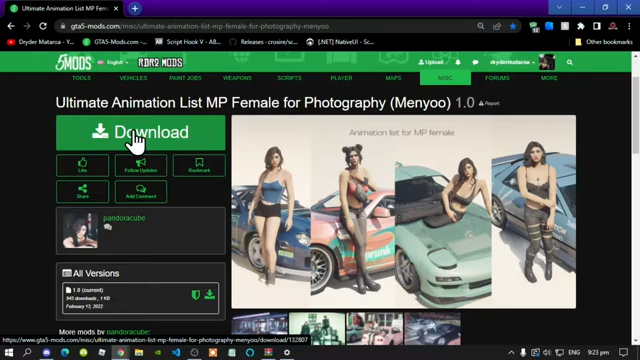 Ultimate Animation List MP Fema
gta5-mods.com/misc/ultimate-animation-list-mp-female-for-photography-menyoo
12
dryder Mataroa - C...
GTA5-Mods.com - Yo...
Script Hook V - AB...
Releases · crosire/sc...
[.NET] NativeUI - Gr...
Other bookmarks
5MODS
English
RDR2 MODS
Upload
drydermataroa
TOOLS
VEHICLES
PAINT JOBS
WEAPONS
SCRIPTS
PLAYER
MAPS
MISC
FORUMS
MORE
Ultimate Animation List MP Female for Photography (Menyoo) 1.0
Report
Download
Animation list for MP female
Like
Follow Updates
Bookmark
Share
Add Comment
pandoracube
All Versions
1.0 (current)
945 downloads , 1 KB
February 13, 2022
More mods by pandoracube:
https://www.gta5-mods.com/misc/ultimate-animation-list-mp-female-for-photography-menyoo/download/132807
ENG
9:23 pm